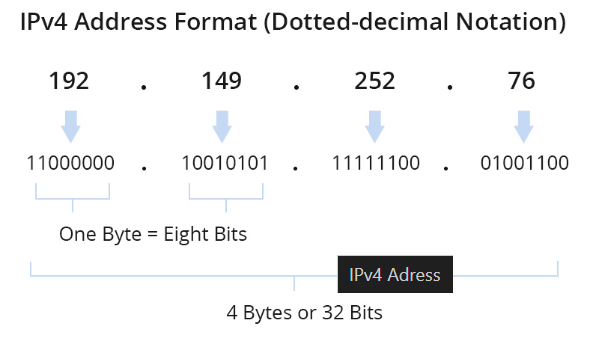 IPv4 Address Format (Dotted-decimal Notation)
192 . 149 . 252 . 76
11000000 . 10010101 . 11111100 . 01001100
One Byte = Eight Bits
IPv4 Adress
4 Bytes or 32 Bits